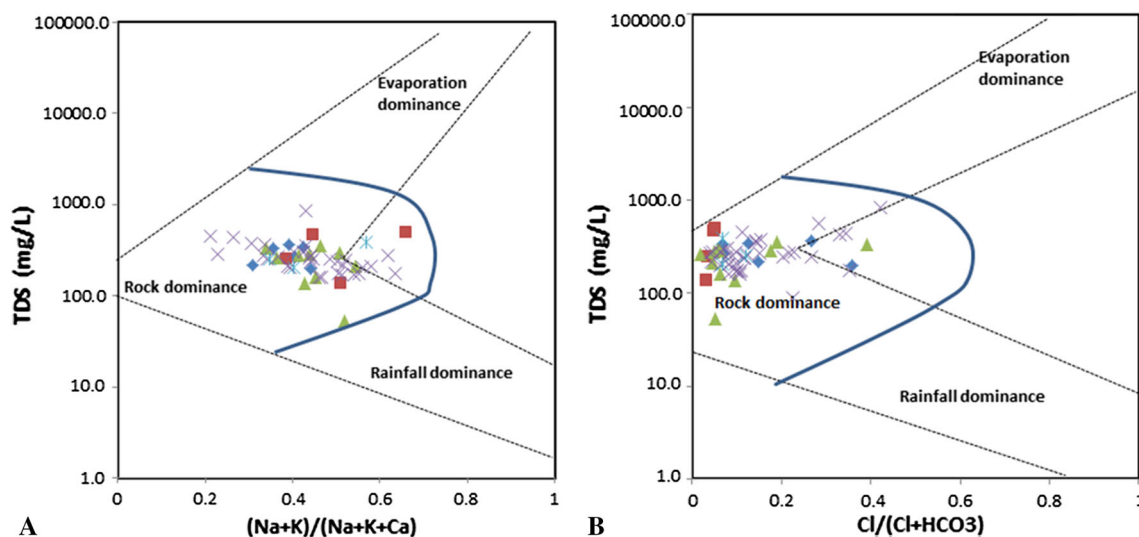 100000.0
10000.0
1000.0
100.0
10.0
1.0
TDS (mg/L)
Evaporation
dominance
Rock dominance
Rainfall dominance
0
0.2
0.4
0.6
0.8
1
(Na+K)/(Na+K+Ca)
A
100000.0
10000.0
1000.0
100.0
10.0
1.0
TDS (mg/L)
Evaporation
dominance
Rock dominance
Rainfall dominance
0
0.2
0.4
0.6
0.8
1
Cl/(Cl+HCO3)
B